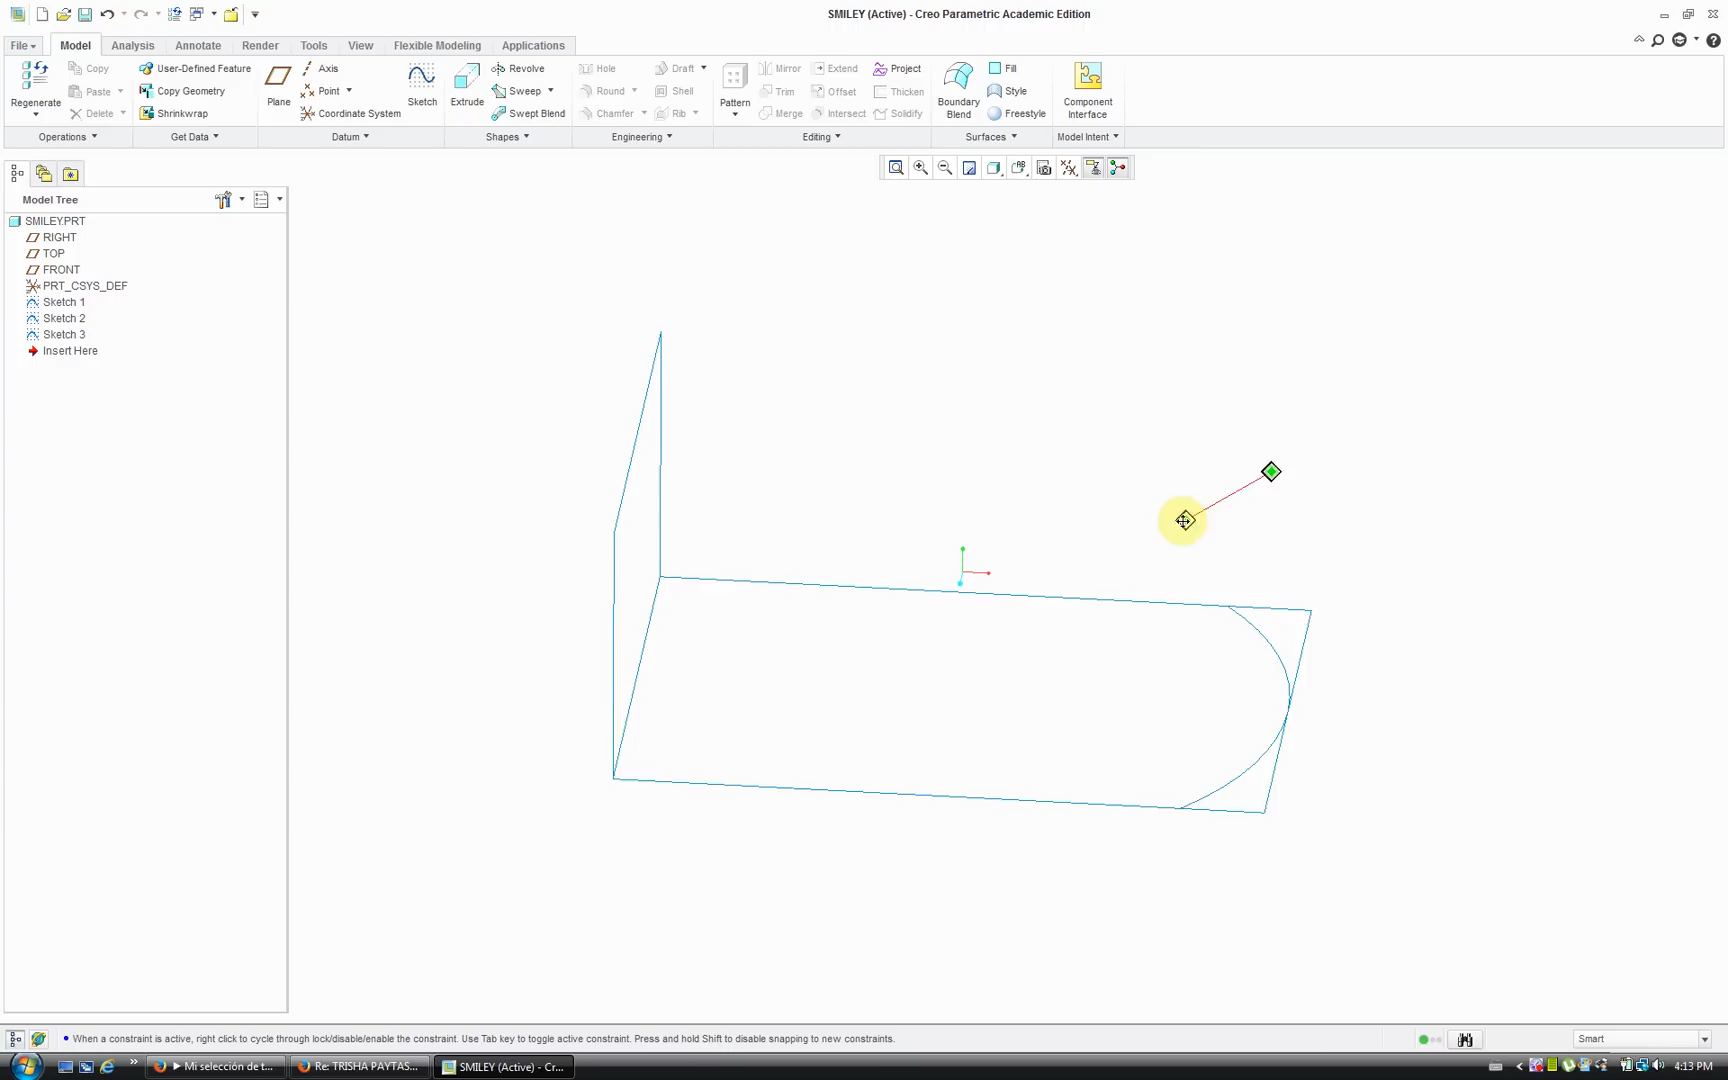 SMILEY (Active) - Creo Parametric Academic Edition
File Model Analysis Annotate Render Tools View Flexible Modeling Applications
Regenerate Copy Paste Delete
User-Defined Feature
Copy Geometry
Shrinkwrap
Plane Axis Point Coordinate System
Sketch
Extrude Revolve Sweep Swept Blend
Hole Round Chamfer Draft Shell Rib
Pattern Mirror Trim Merge Extend Offset Intersect Project Thicken Solidify
Boundary Blend Fill Style Freestyle
Component Interface
Operations Get Data Datum Shapes Engineering Editing Surfaces Model Intent
Model Tree
SMILEY.PRT
RIGHT
TOP
FRONT
PRT_CSYS_DEF
Sketch 1
Sketch 2
Sketch 3
Insert Here
When a constraint is active, right click to cycle through lock/disable/enable the constraint. Use Tab key to toggle active constraint. Press and hold Shift to disable snapping to new constraints.
Smart
Mi selección de t...
Re: TRISHA PAYTAS...
SMILEY (Active) - Cr...
4:13 PM